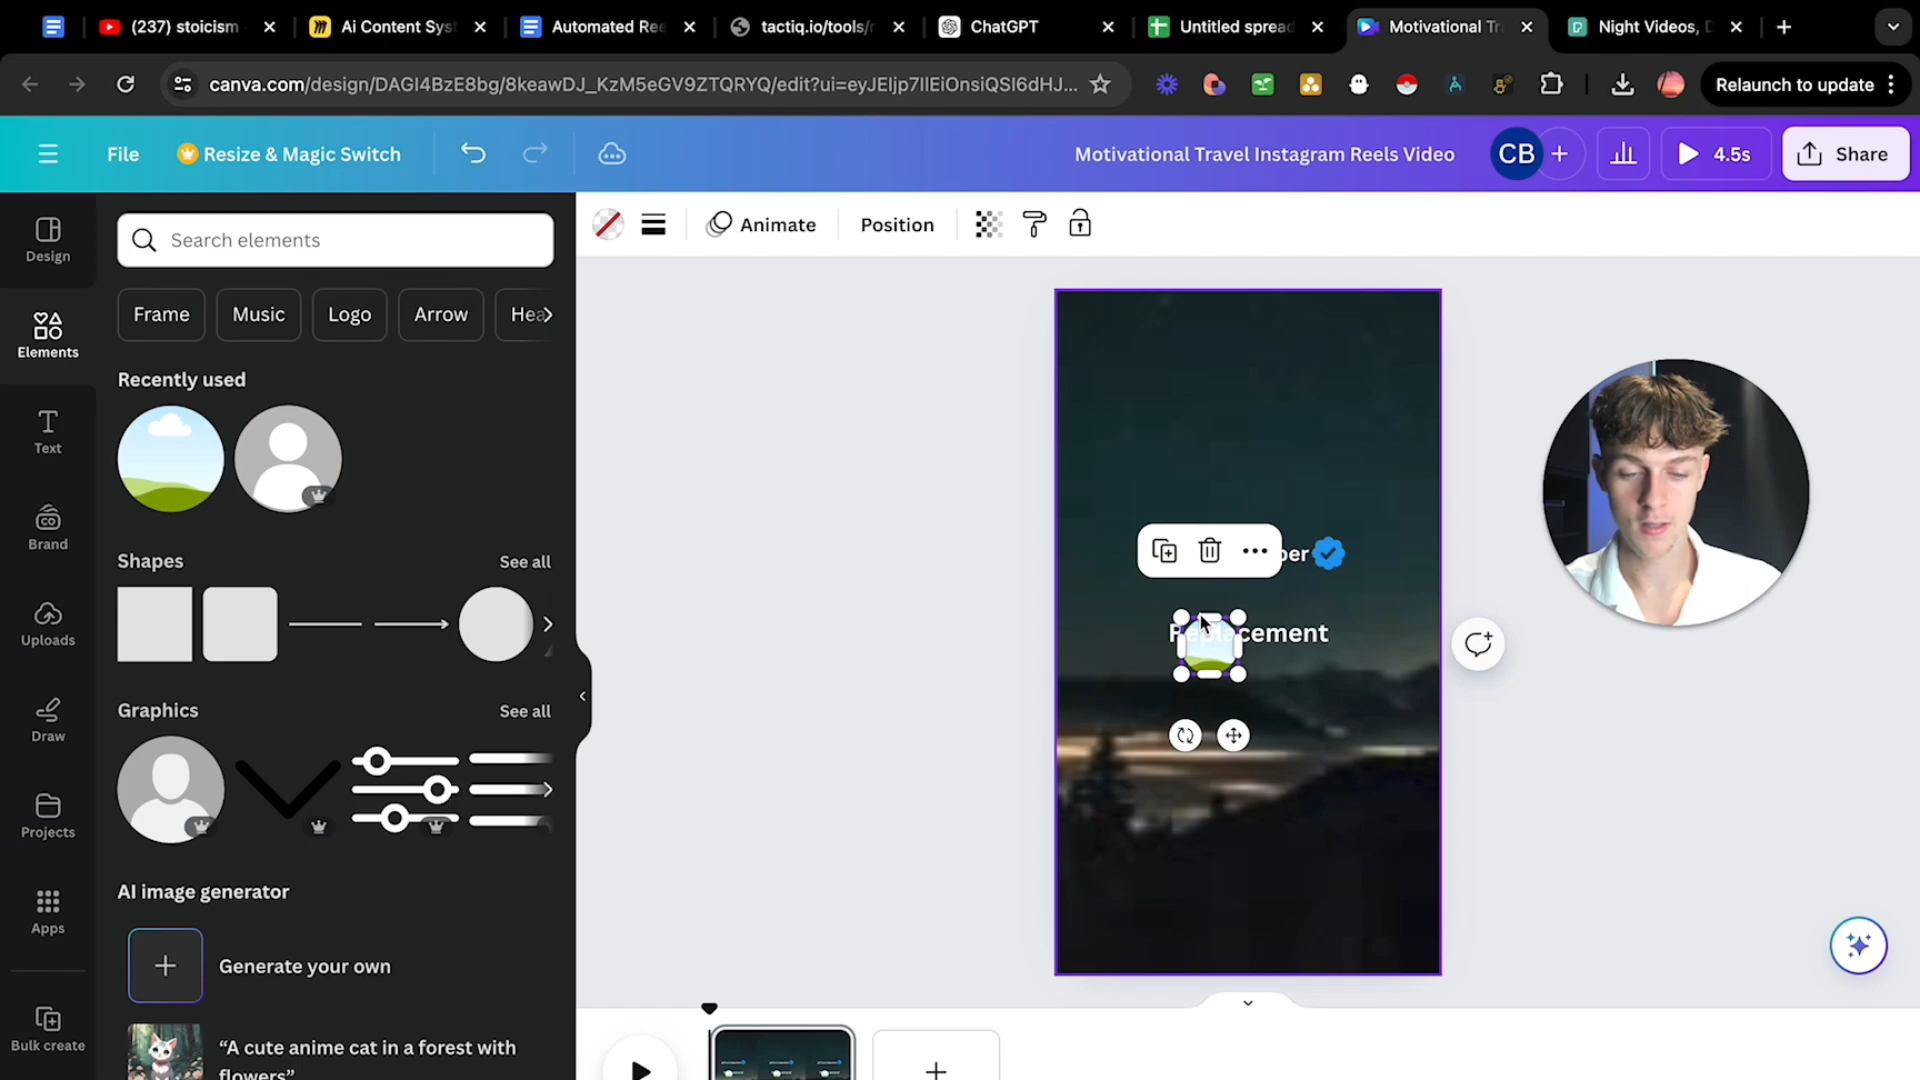 (237) stoicism
Ai Content Sys
Automated Ree
tactiq.io/tools/
ChatGPT
Untitled spread
Motivational Tr
Night Videos, D
canva.com/design/DAGI4BzE8bg/8keawDJ_KzM5eGV9ZTQRYQ/edit?ui=eyJEIjp7IlEiOnsiQSI6dHJ...
Relaunch to update
File
Resize & Magic Switch
Motivational Travel Instagram Reels Video
CB
4.5s
Share
Design
Elements
Text
Brand
Uploads
Draw
Projects
Apps
Bulk create
Search elements
Frame
Music
Logo
Arrow
Hea
Recently used
Shapes
See all
Graphics
See all
AI image generator
Generate your own
“A cute anime cat in a forest with
flowers”
Animate
Position
ber
Replacement